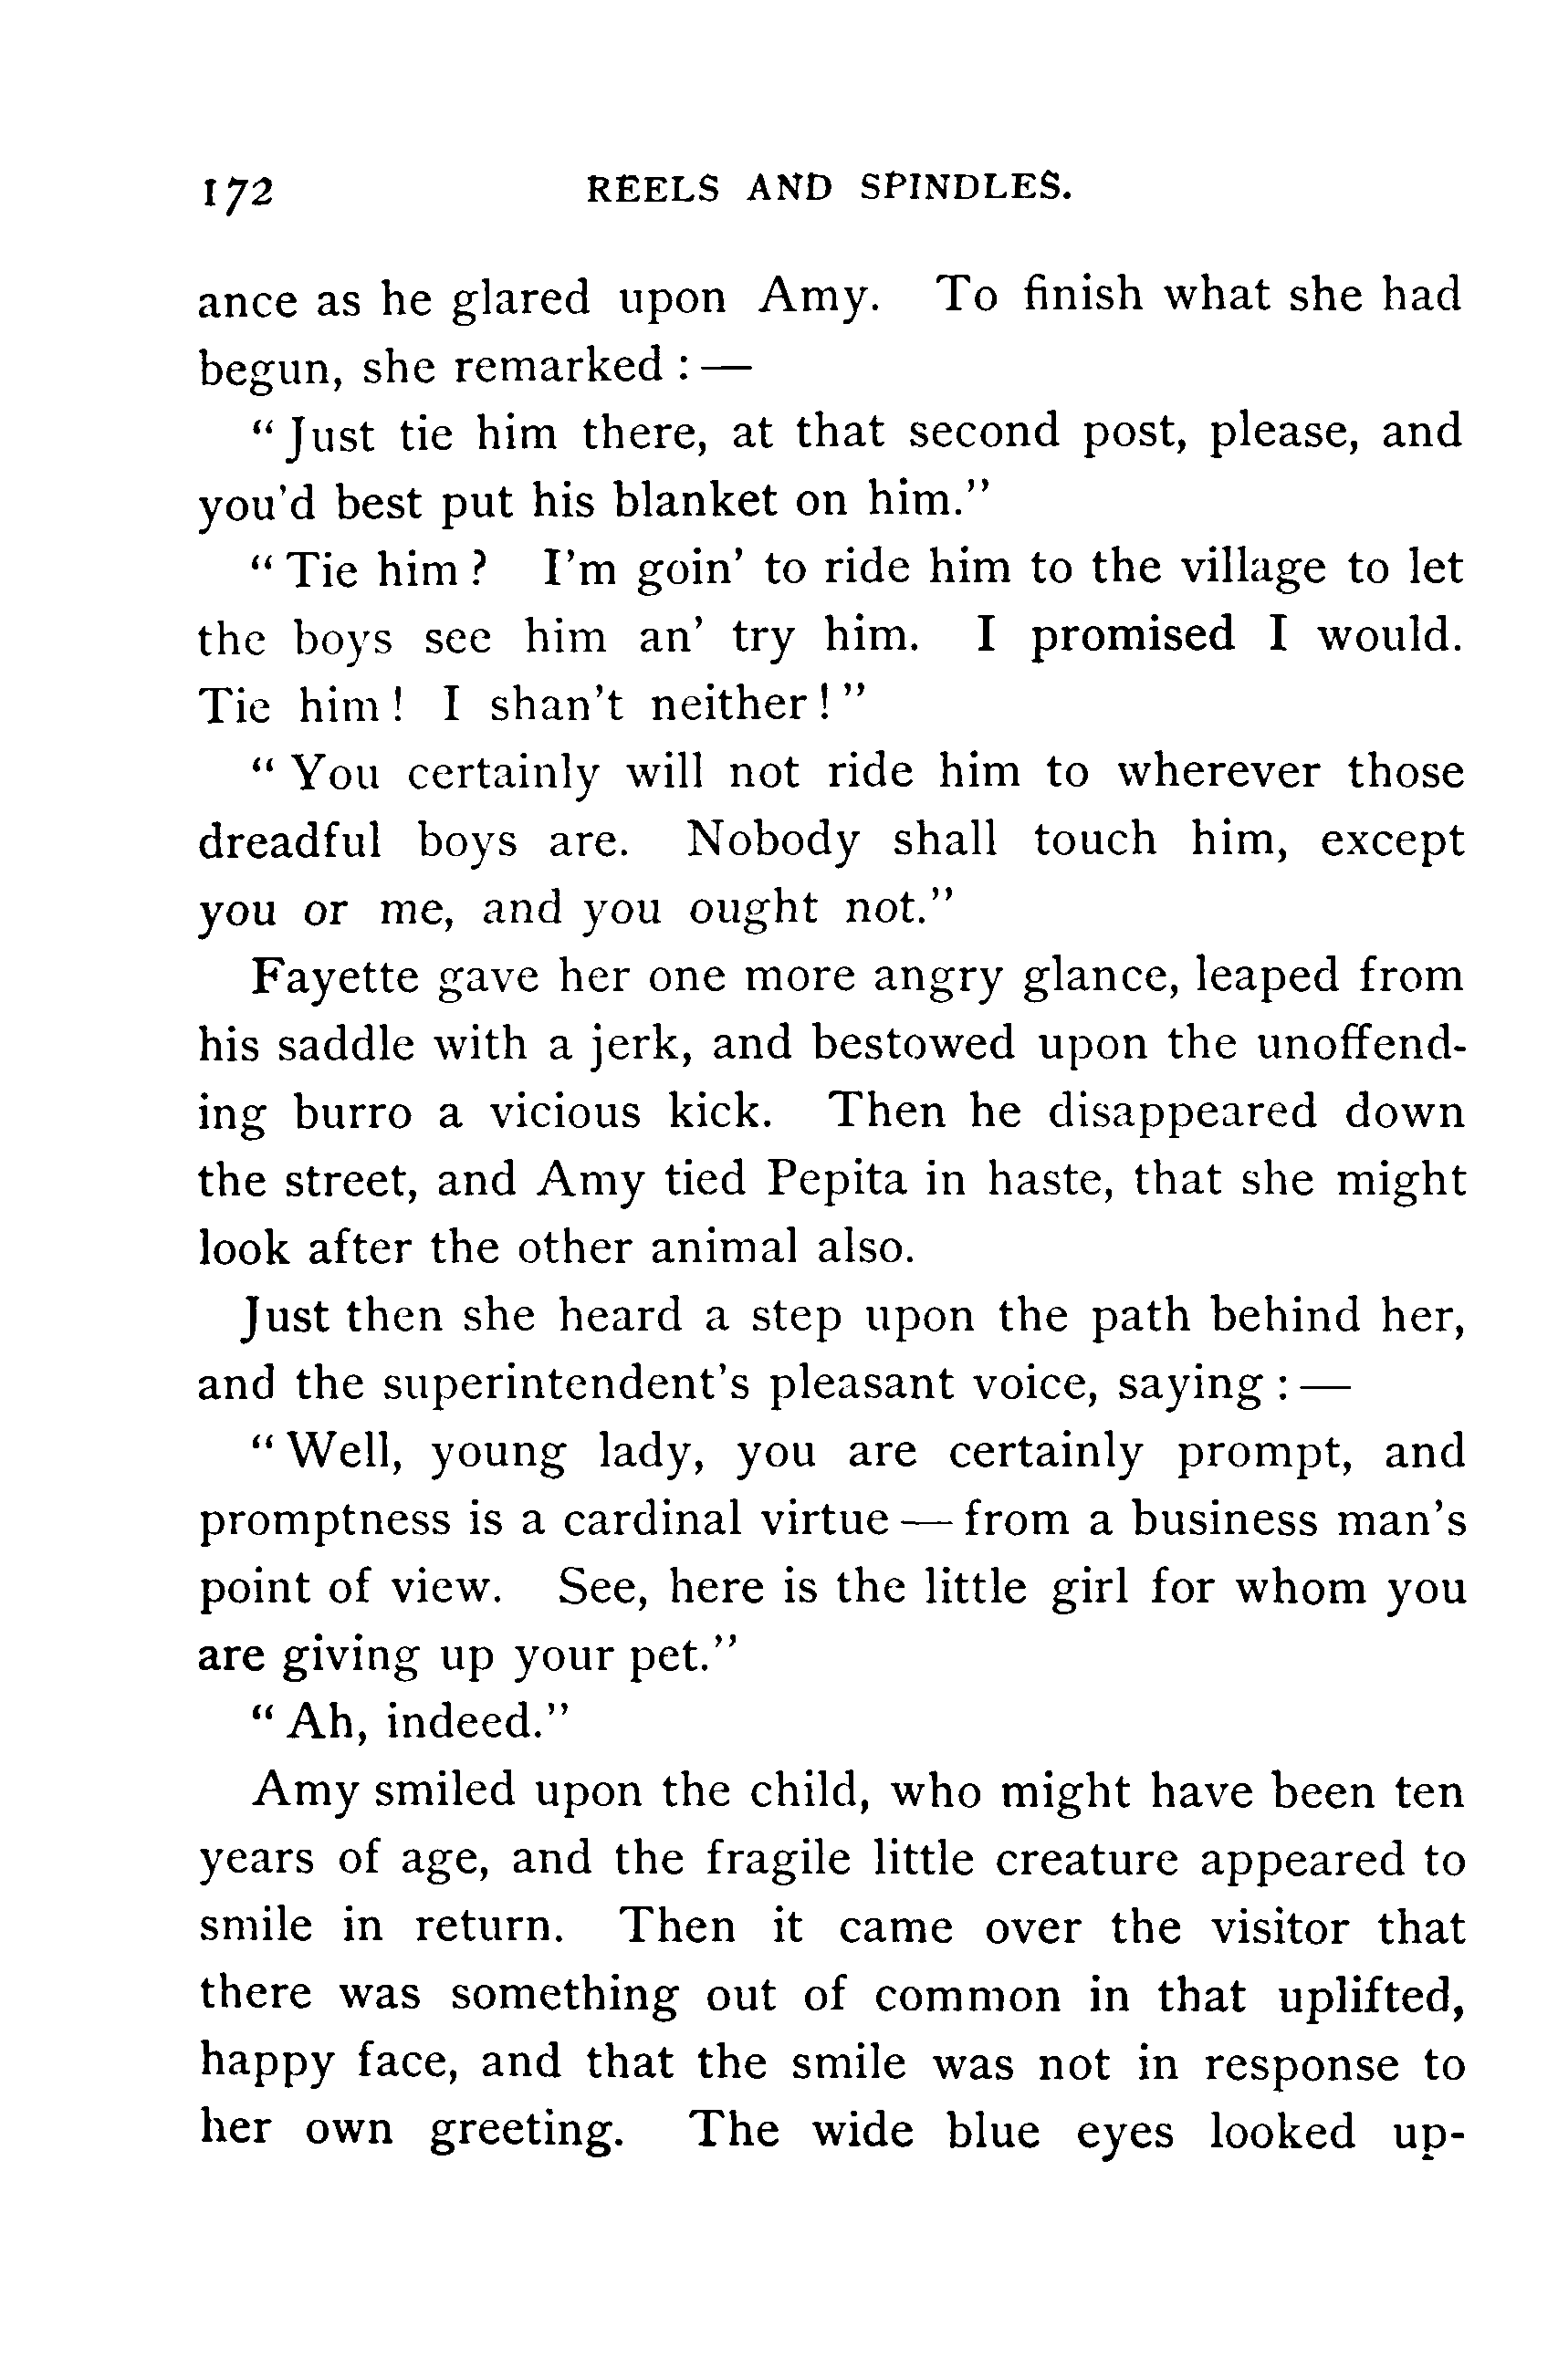 172 REELS AND SPINDLES.
ance as he glared upon Amy. To finish what she had
begun, she remarked : —
“ Just tie him there, at that second post, please, and
you’d best put his blanket on him.”
“ Tie him ? I’m goin’ to ride him to the village to let
the boys see him an’ try him. I promised I would.
Tie him ! I shan’t neither ! ”
“ You certainly will not ride him to wherever those
dreadful boys are. Nobody shall touch him, except
you or me, and you ought not.”
Fayette gave her one more angry glance, leaped from
his saddle with a jerk, and bestowed upon the unoffend-
ing burro a vicious kick. Then he disappeared down
the street, and Amy tied Pepita in haste, that she might
look after the other animal also.
Just then she heard a step upon the path behind her,
and the superintendent’s pleasant voice, saying : —
“ Well, young lady, you are certainly prompt, and
promptness is a cardinal virtue — from a business man’s
point of view. See, here is the little girl for whom you
are giving up your pet.”
“ Ah, indeed.”
Amy smiled upon the child, who might have been ten
years of age, and the fragile little creature appeared to
smile in return. Then it came over the visitor that
there was something out of common in that uplifted,
happy face, and that the smile was not in response to
her own greeting. The wide blue eyes looked up-